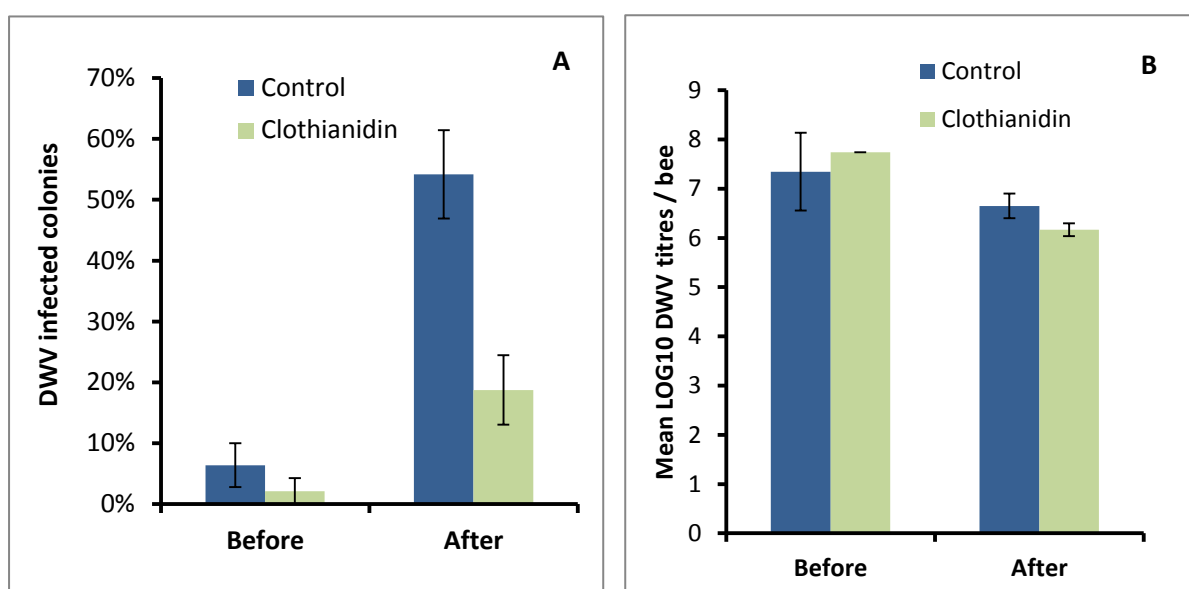 A
70%
60%
50%
40%
30%
20%
10%
0%
DWV infected colonies
Control
Clothianidin
Before After
B
9
8
7
6
5
4
3
2
1
0
Mean LOG10 DWV titres / bee
Control
Clothianidin
Before After